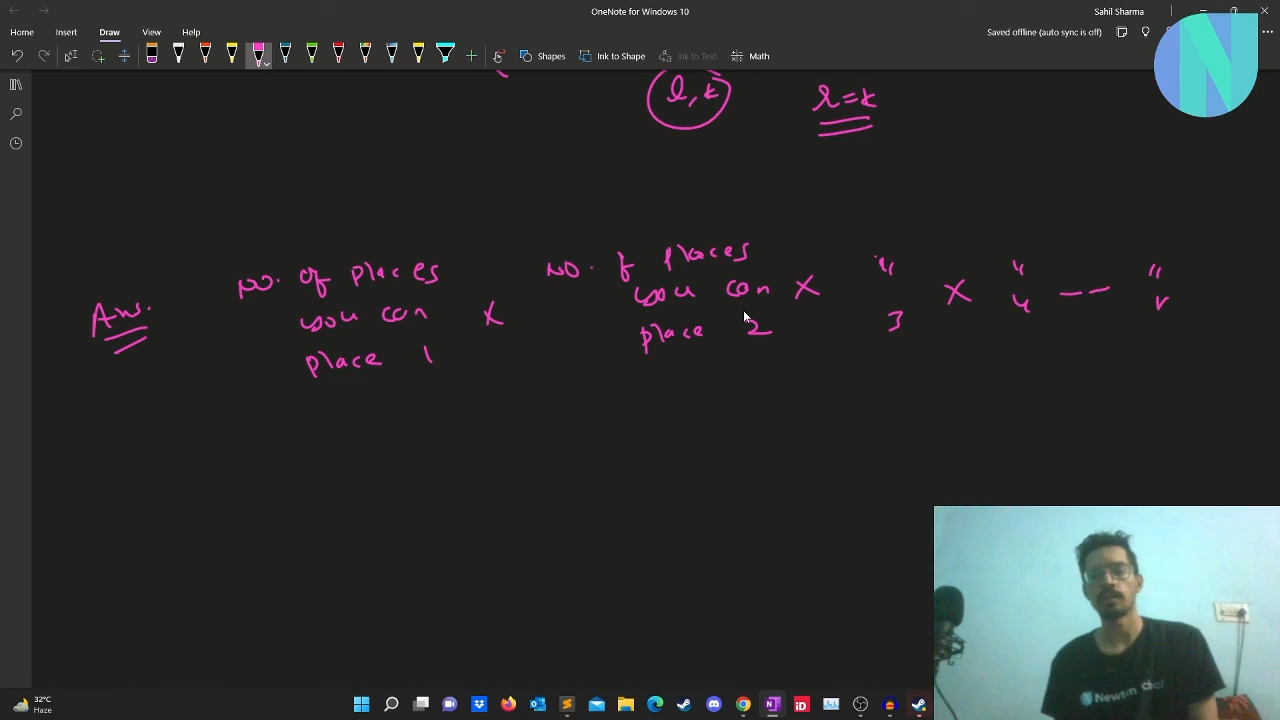 OneNote for Windows 10
Sahil Sharma
Home Insert Draw View Help
Saved offline (auto sync is off)
Shapes Ink to Shape Ink to Text Math
l, k
r = k
No. of places
you can
place 1
X
No. of places
you can
place 2
X
"
3
X
"
4
- -
"
r
Ans.
Newton
32°C
Haze